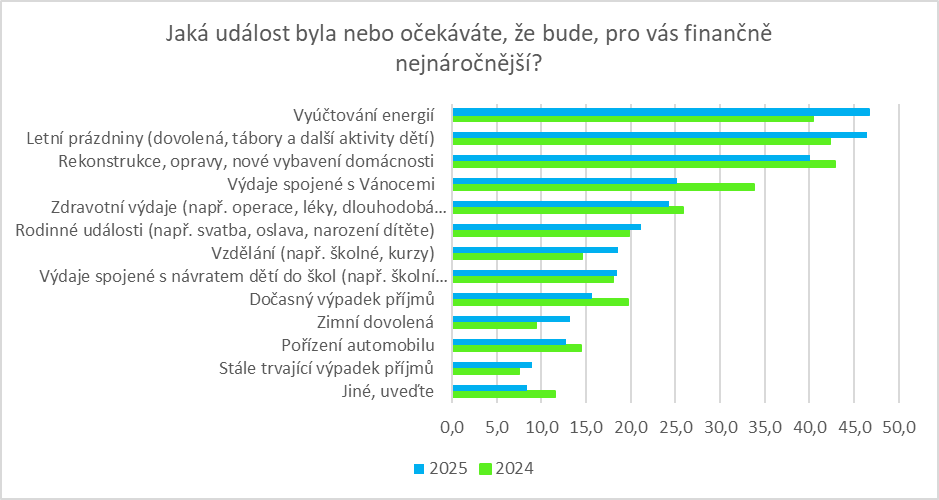 Jaká událost byla nebo očekáváte, že bude, pro vás finančně
nejnáročnější?
Vyúčtování energií
Letní prázdniny (dovolená, tábory a další aktivity dětí)
Rekonstrukce, opravy, nové vybavení domácnosti
Výdaje spojené s Vánocemi
Zdravotní výdaje (např. operace, léky, dlouhodobá…
Rodinné události (např. svatba, oslava, narození dítěte)
Vzdělání (např. školné, kurzy)
Výdaje spojené s návratem dětí do škol (např. školní…
Dočasný výpadek příjmů
Zimní dovolená
Pořízení automobilu
Stále trvající výpadek příjmů
Jiné, uveďte
0,0 5,0 10,0 15,0 20,0 25,0 30,0 35,0 40,0 45,0 50,0
2025 2024